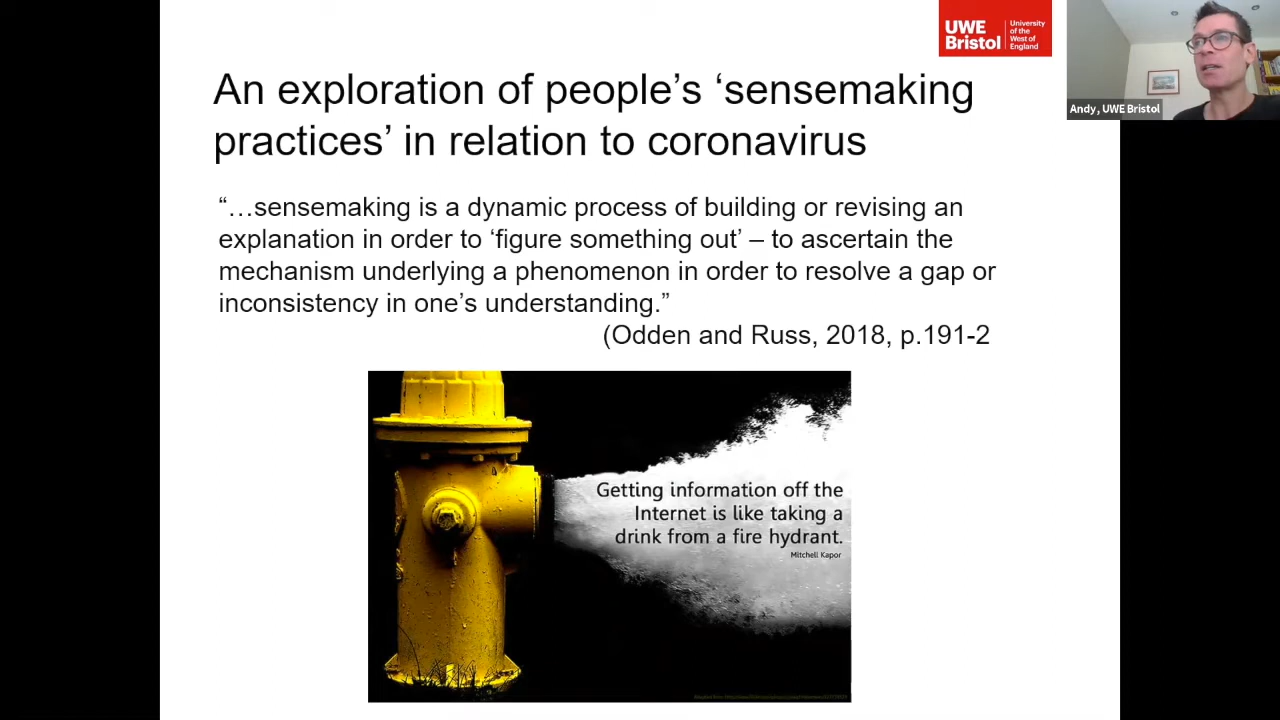 UWE
Bristol
University
of the
West of
England
Andy, UWE Bristol
An exploration of people’s ‘sensemaking
practices’ in relation to coronavirus
“…sensemaking is a dynamic process of building or revising an
explanation in order to ‘figure something out’ – to ascertain the
mechanism underlying a phenomenon in order to resolve a gap or
inconsistency in one’s understanding.”
(Odden and Russ, 2018, p.191-2
Getting information off the
Internet is like taking a
drink from a fire hydrant.
Mitchell Kapor